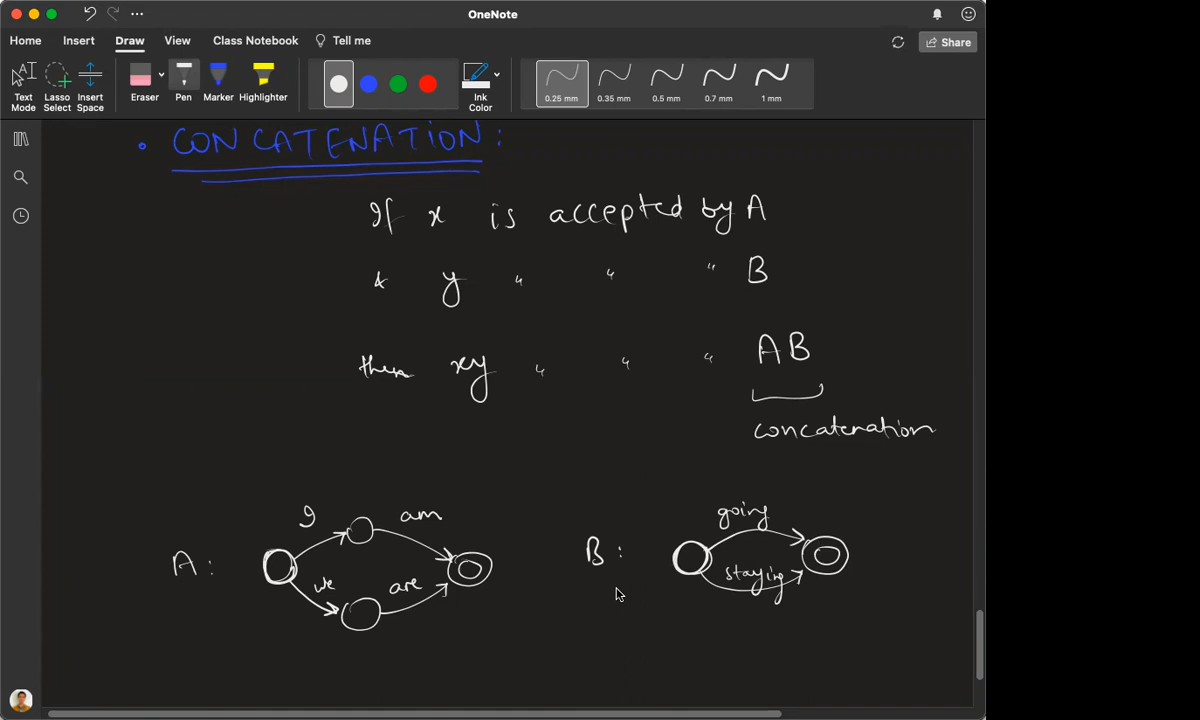 OneNote
Home Insert Draw View Class Notebook Tell me Share
Text Mode Lasso Select Insert Space Eraser Pen Marker Highlighter Ink Color 0.25 mm 0.35 mm 0.5 mm 0.7 mm 1 mm
• CONCATENATION:
If x is accepted by A
& y " " " B
then xy " " " AB
concatenation
I am going
A: B:
we are staying